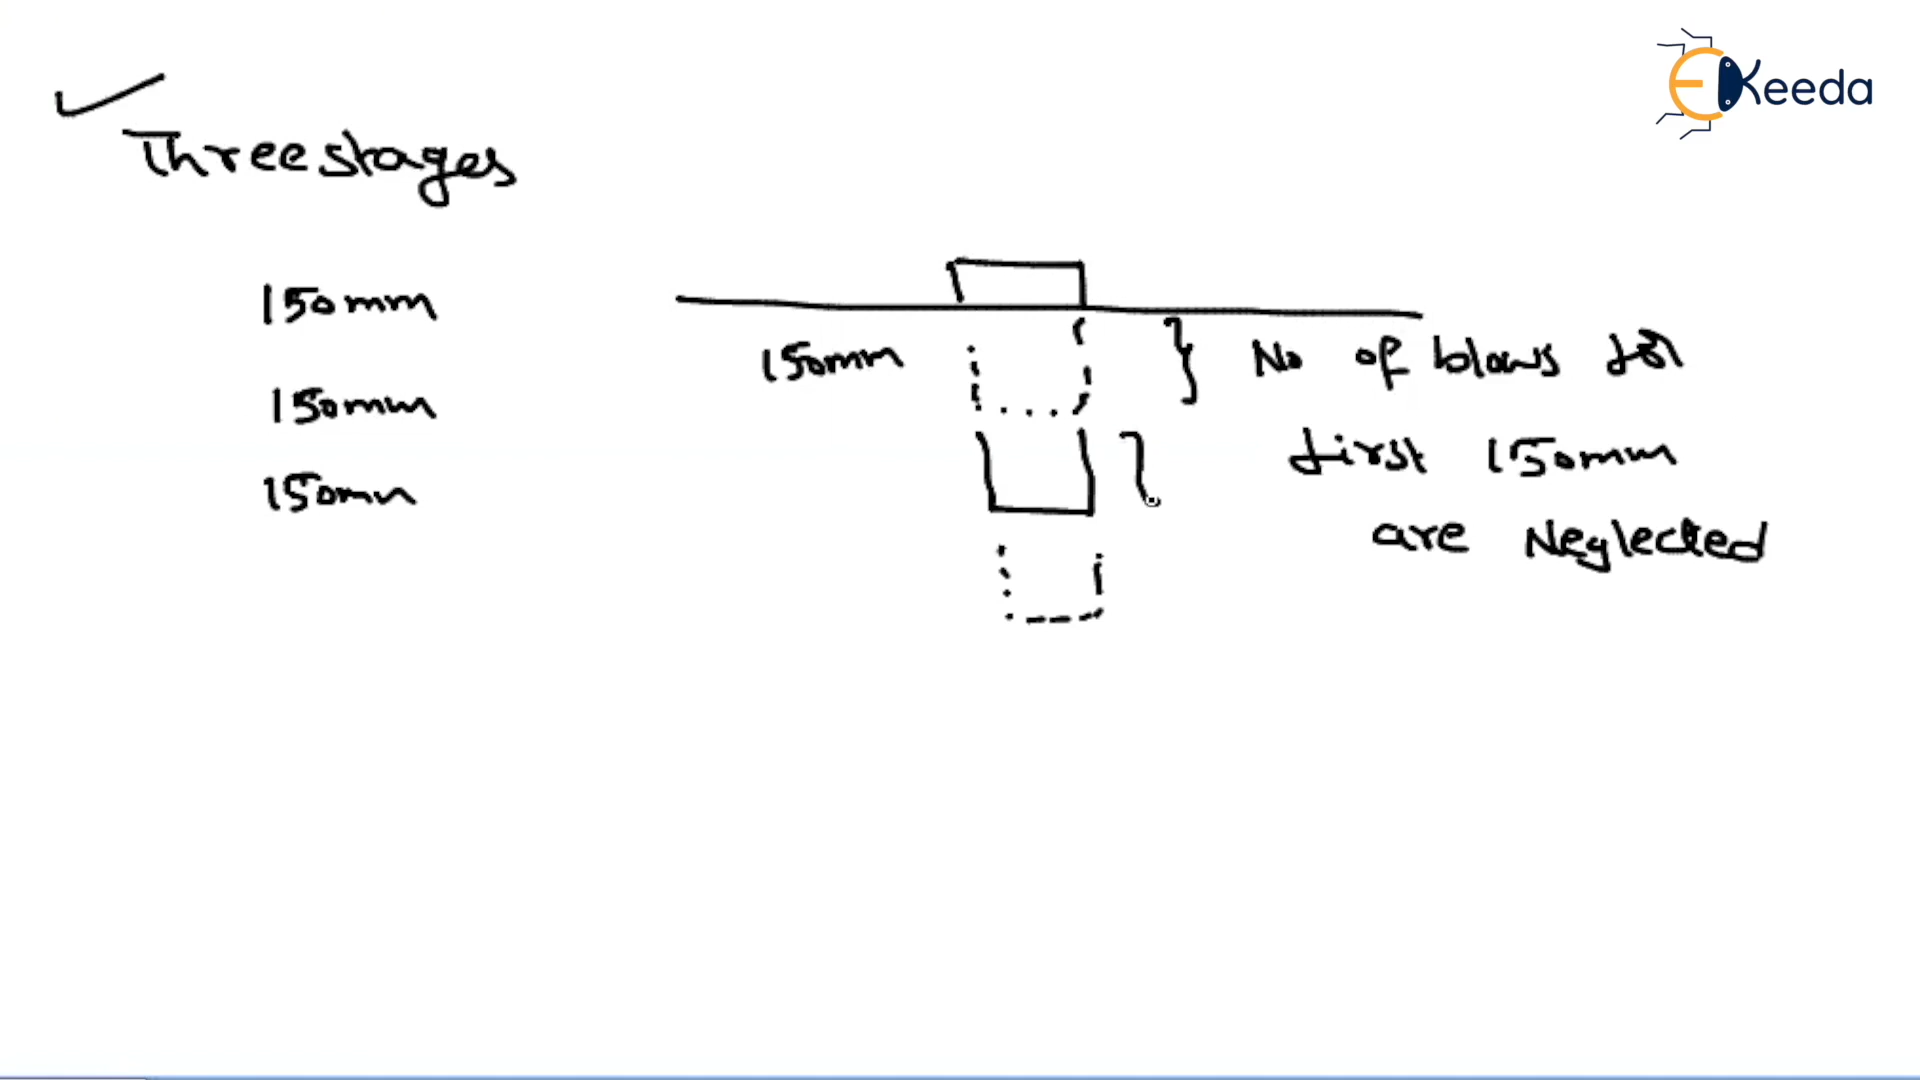 EKeeda
Three stages
150mm
150mm
150mm
150mm
No of blows for
first 150mm
are Neglected